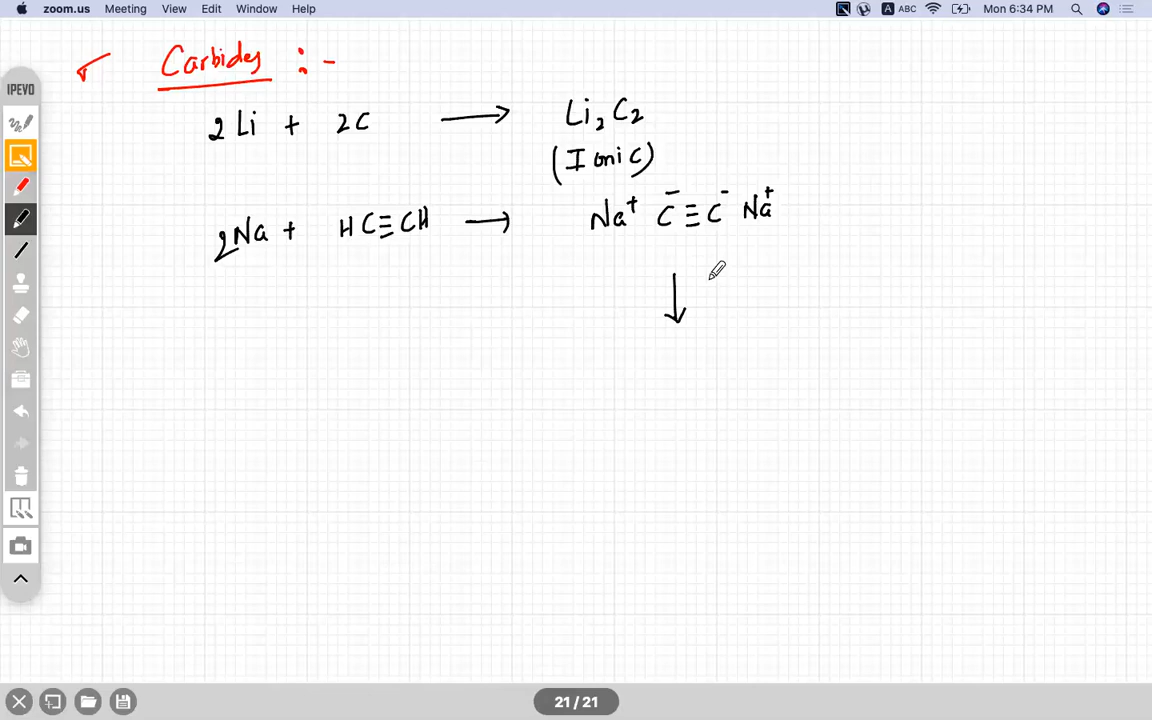 zoom.us Meeting View Edit Window Help A ABC Mon 6:34 PM
IPEVO
Carbides :-
2Li + 2C ⟶ Li₂C₂
(Ionic)
2Na + HC≡CH ⟶ Na⁺ C⁻≡C⁻ Na⁺
↓
21 / 21